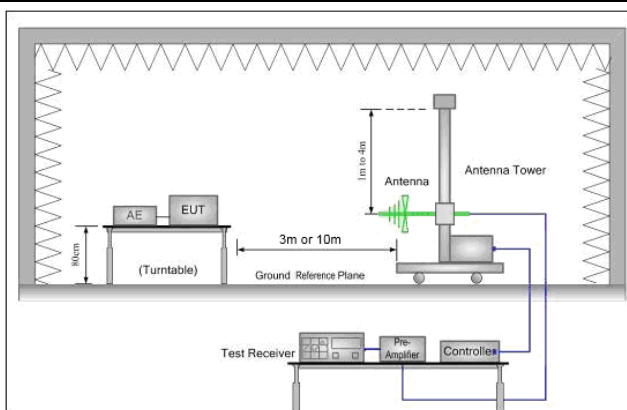 1m to 4m
Antenna
Antenna Tower
AE
EUT
3m or 10m
80cm
(Turntable)
Ground Reference Plane
Test Receiver
Pre-
Amplifier
Controller